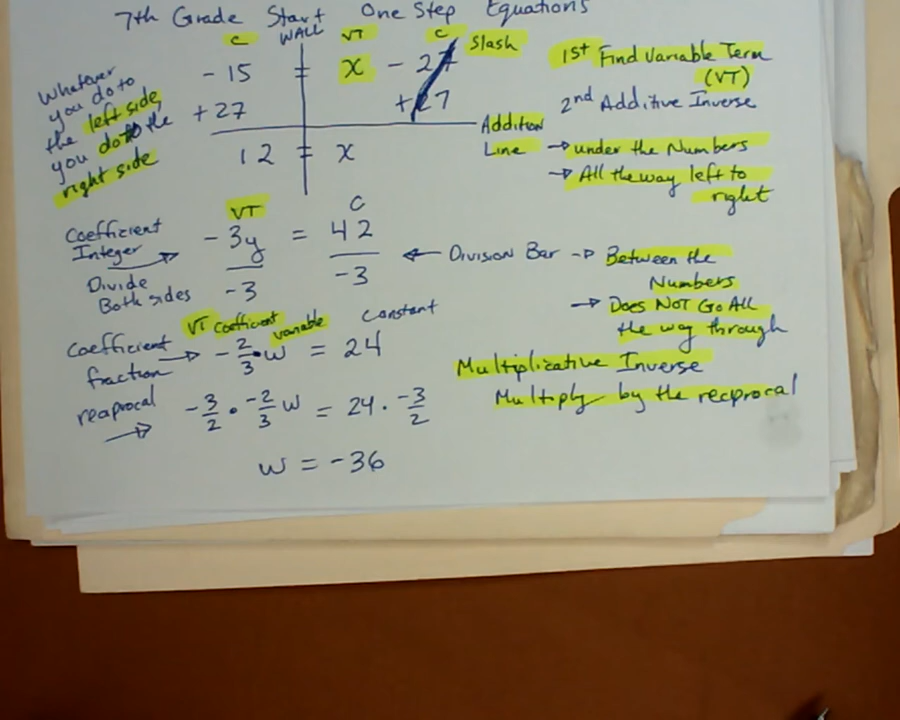 7th Grade Start One Step Equations
C WALL VT C Slash
-15 = x - 27
+27 +27
12 = x
Whatever
you do to
the left side,
you do to the
right side
1st Find Variable Term
(VT)
2nd Additive Inverse
Addition
Line → under the Numbers
→ All the way left to
right
VT C
Coefficient
Integer → -3y = 42
Divide
Both sides -3 -3
← Division Bar → Between the
Numbers
→ Does NOT Go All
the way through
VT coefficient variable constant
Coefficient
fraction → -2/3 • w = 24
Multiplicative Inverse
Multiply by the reciprocal
reciprocal
→ -3/2 • -2/3 w = 24 • -3/2
w = -36